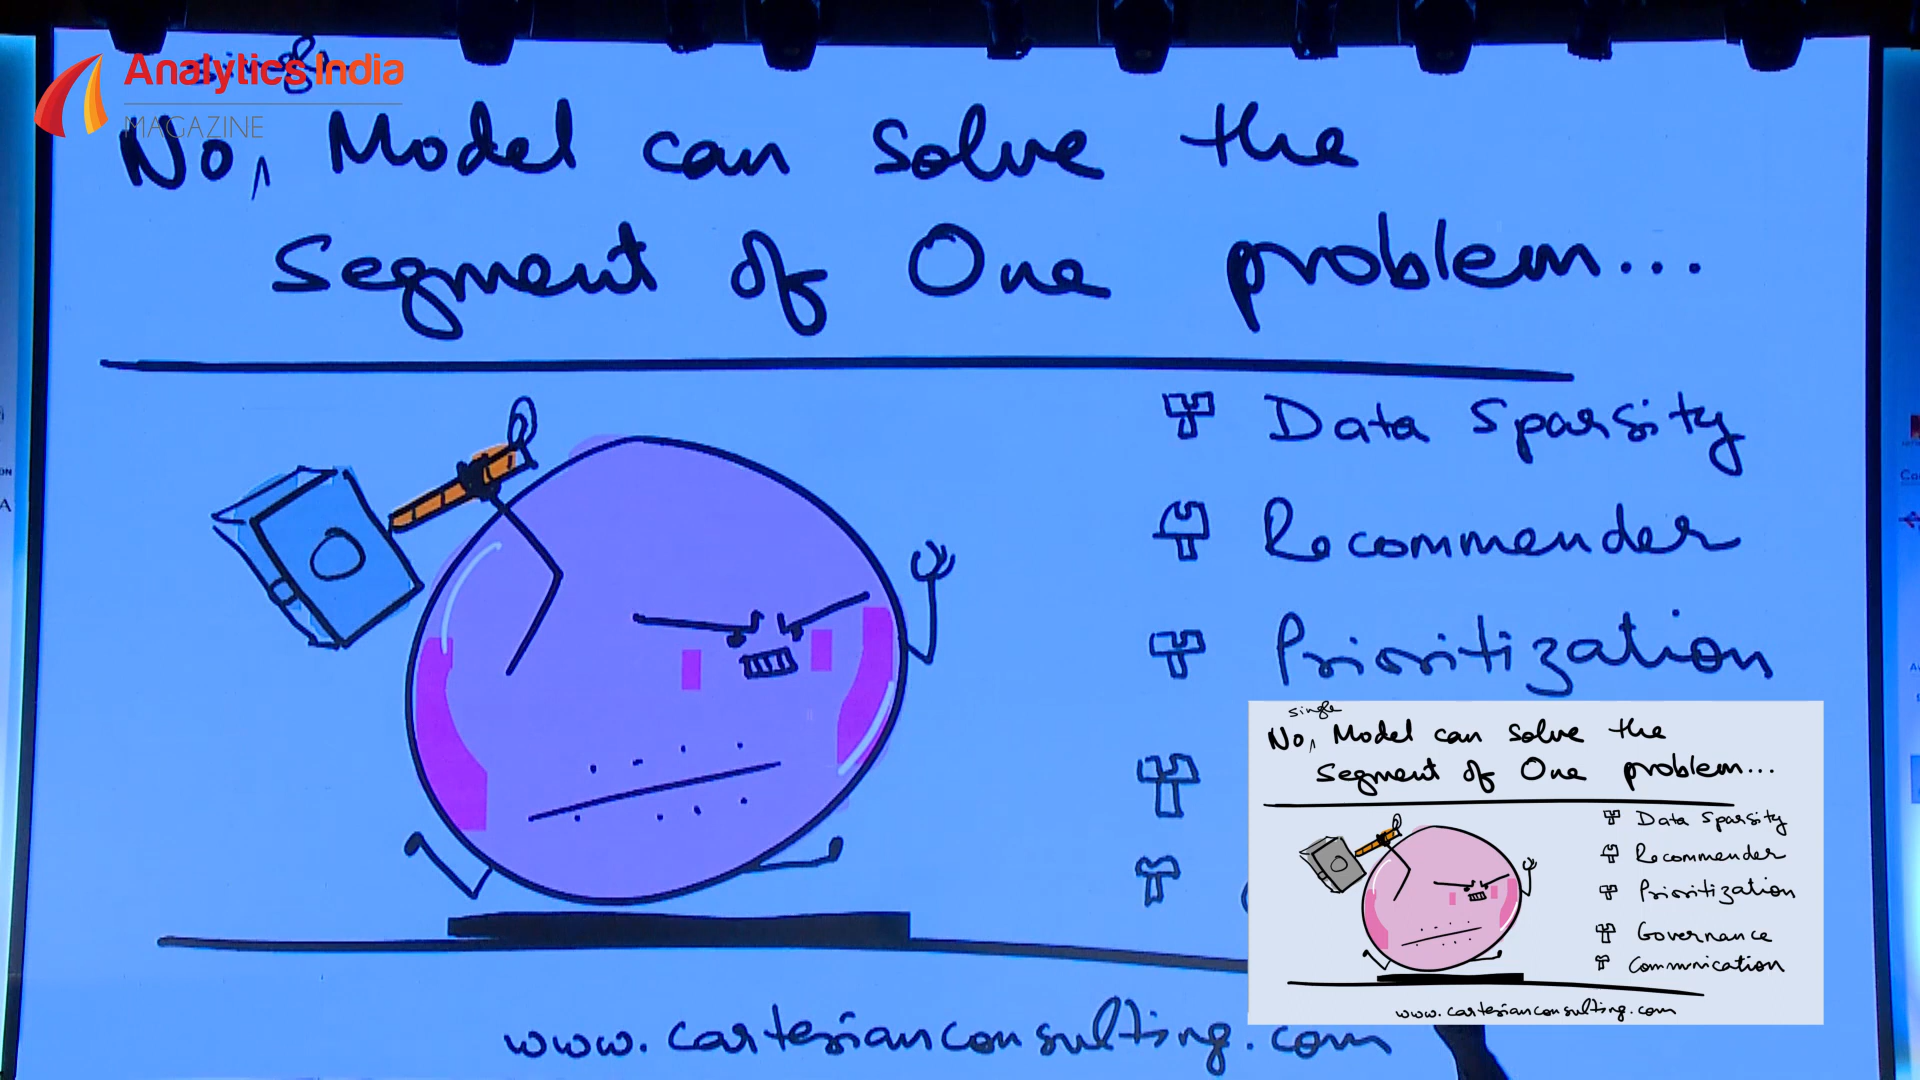 Analytics India
MAGAZINE
single
No, Model can solve the
Segment of One problem...
Data Sparsity
Recommender
Prioritization
www.cartesianconsulting.com
single
No, Model can solve the
Segment of One problem...
Data Sparsity
Recommender
Prioritization
Governance
Communication
www.cartesianconsulting.com